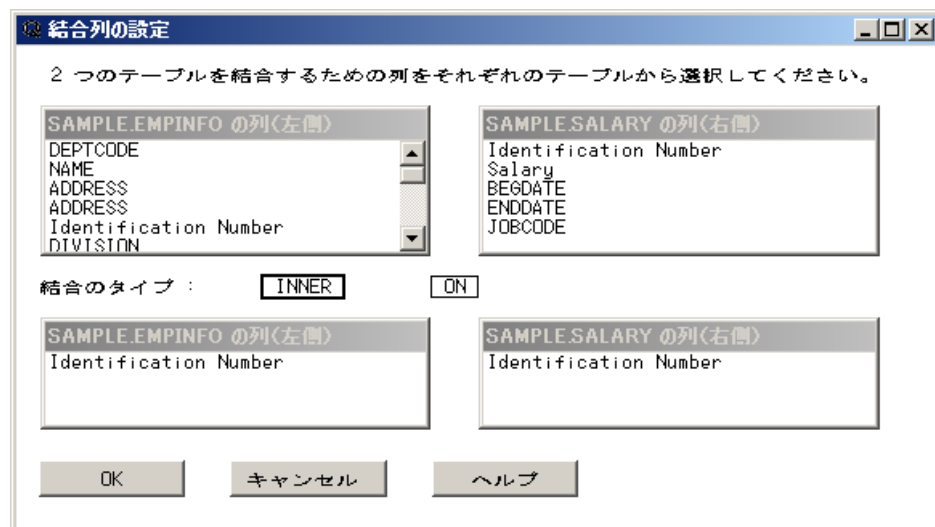 結合列の設定
2 つのテーブルを結合するための列をそれぞれのテーブルから選択してください。
SAMPLE.EMPINFO の列(左側)
DEPTCODE
NAME
ADDRESS
ADDRESS
Identification Number
DIVISION
SAMPLE.SALARY の列(右側)
Identification Number
Salary
BEGDATE
ENDDATE
JOBCODE
結合のタイプ : INNER ON
SAMPLE.EMPINFO の列(左側)
Identification Number
SAMPLE.SALARY の列(右側)
Identification Number
OK キャンセル ヘルプ